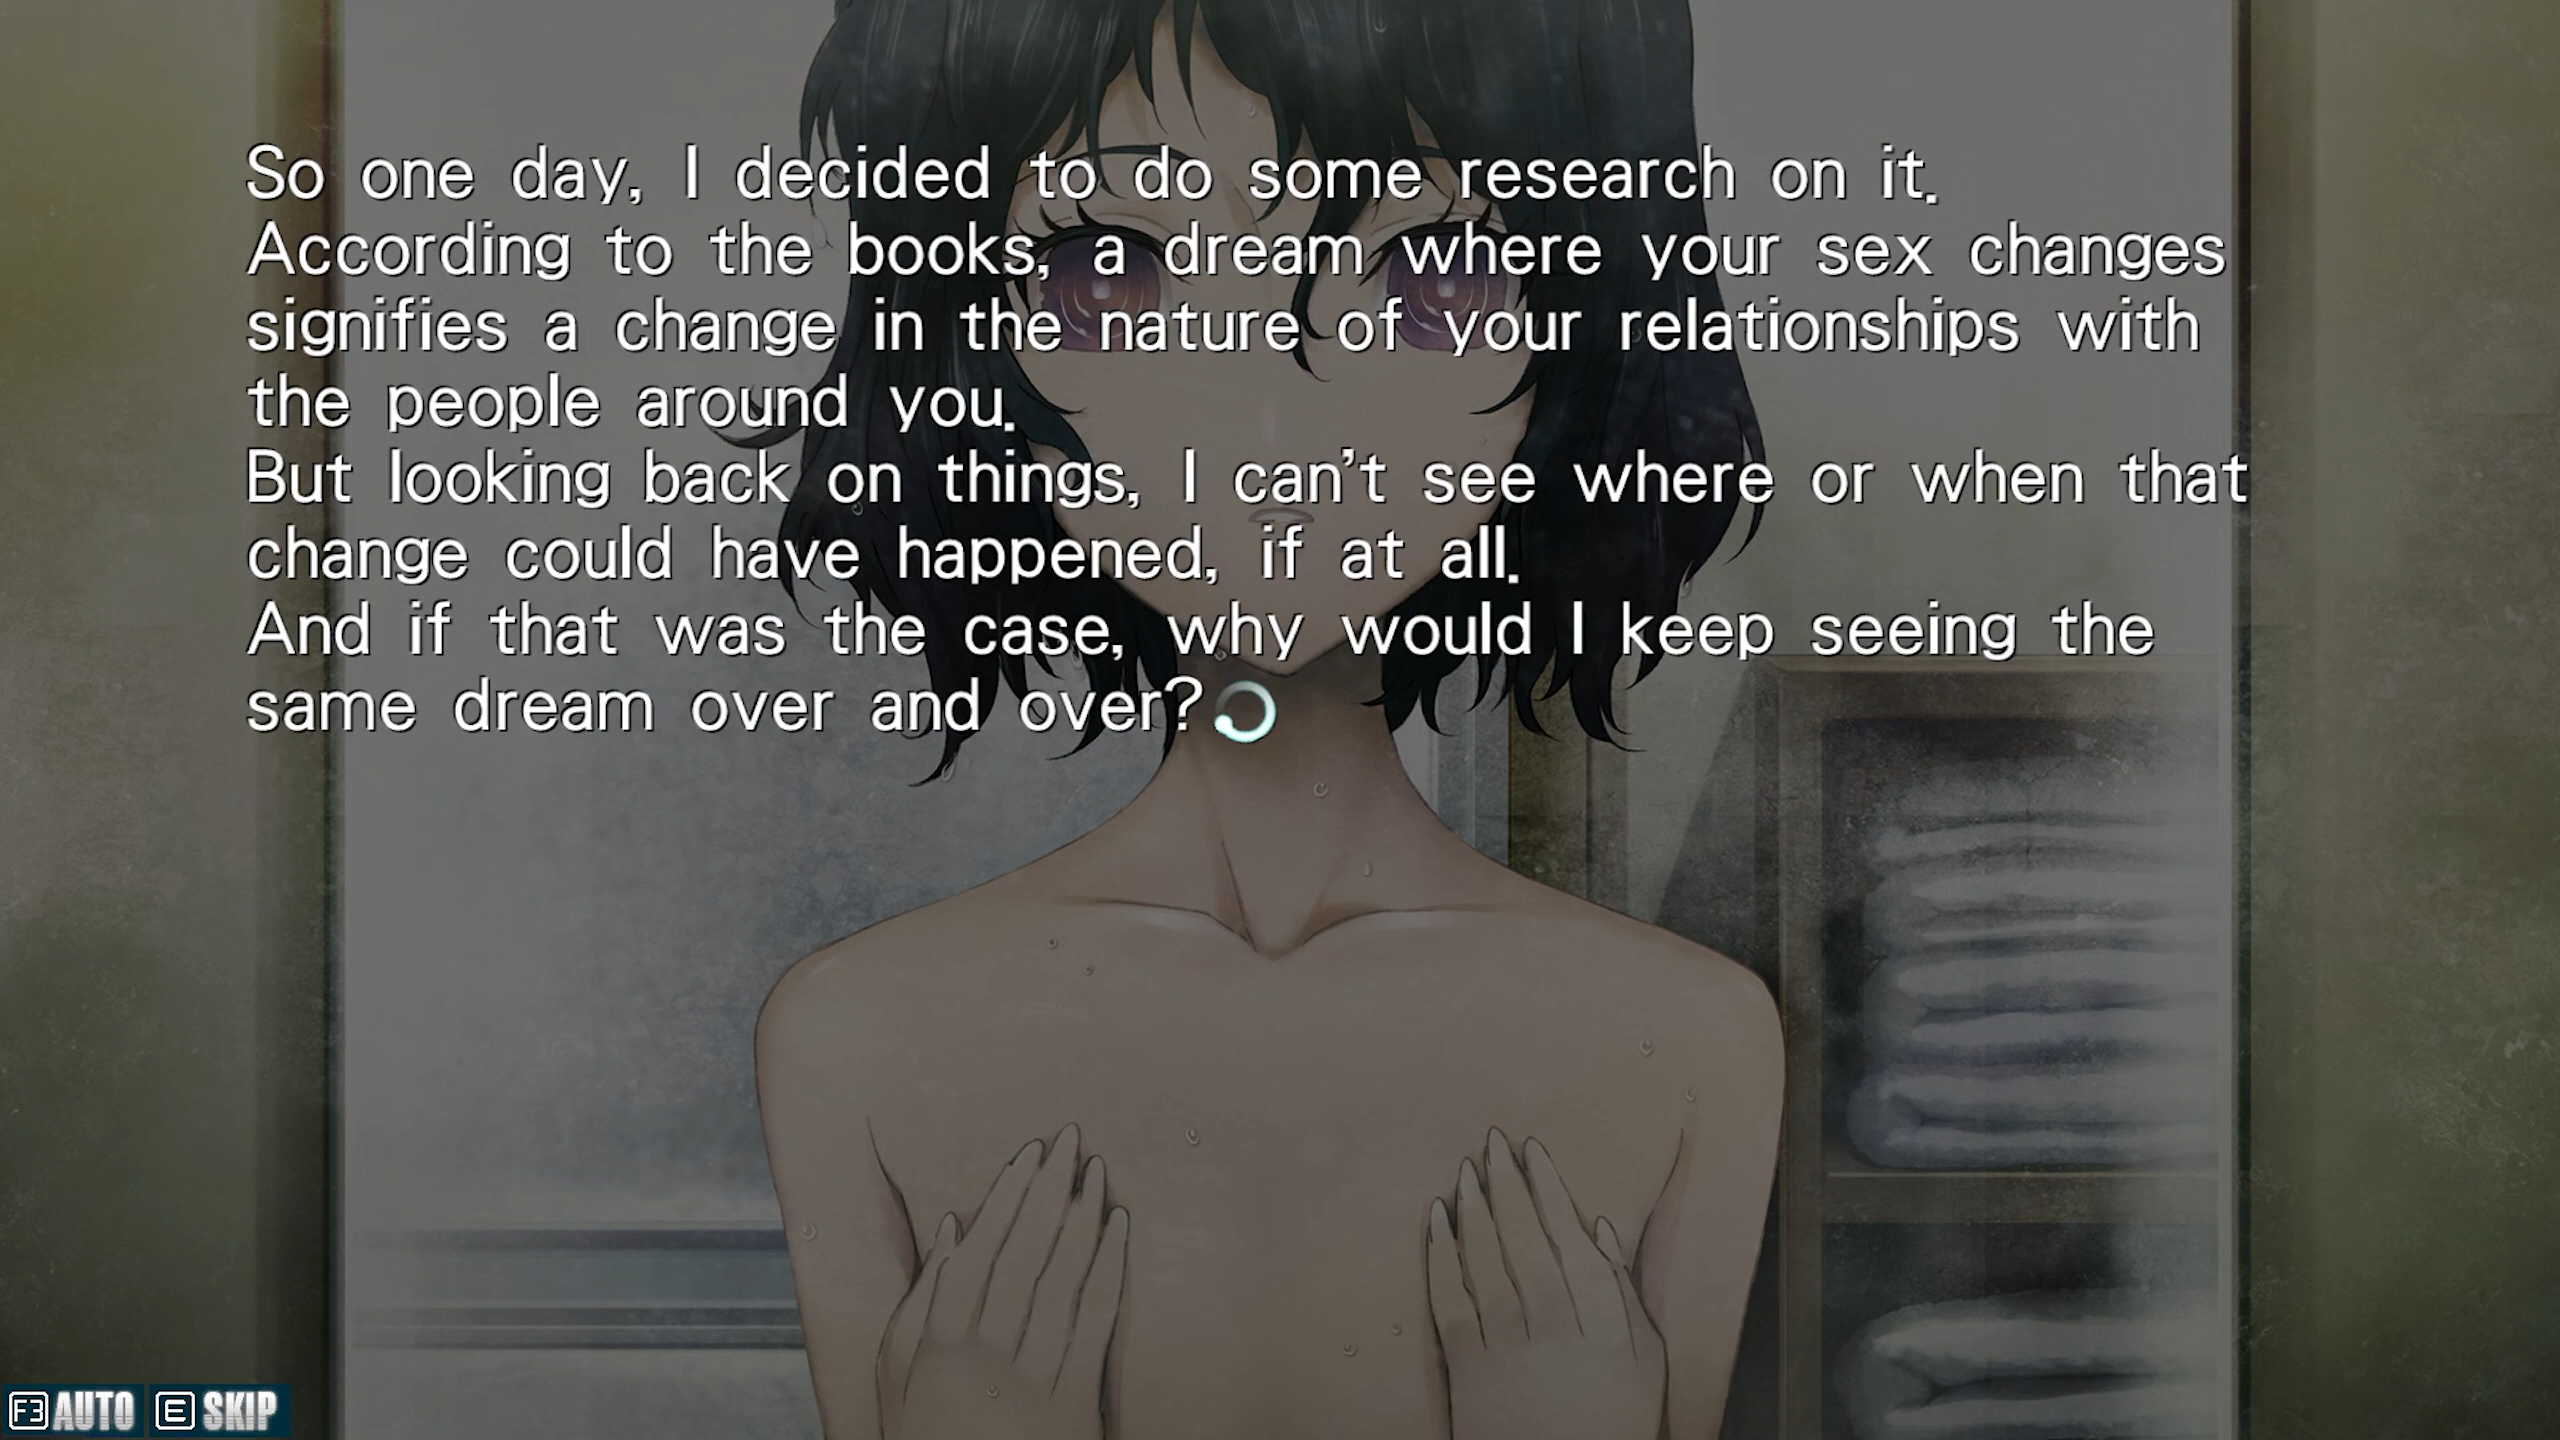 So one day, I decided to do some research on it.
According to the books, a dream where your sex changes
signifies a change in the nature of your relationships with
the people around you.
But looking back on things, I can't see where or when that
change could have happened, if at all.
And if that was the case, why would I keep seeing the
same dream over and over?
F3 AUTO E SKIP